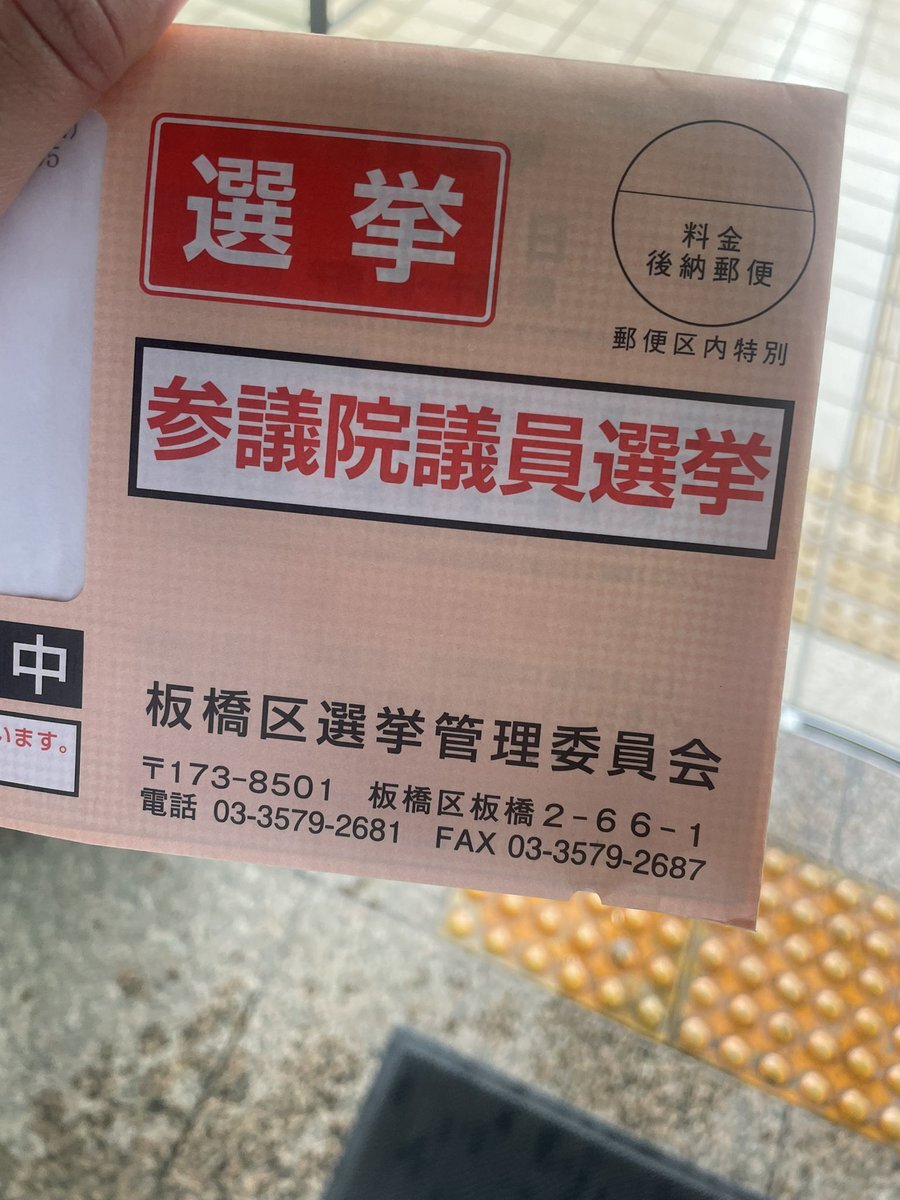 選挙
料金
後納郵便
郵便区内特別
参議院議員選挙
中
います。
板橋区選挙管理委員会
〒173-8501 板橋区板橋2-66-1
電話 03-3579-2681 FAX 03-3579-2687